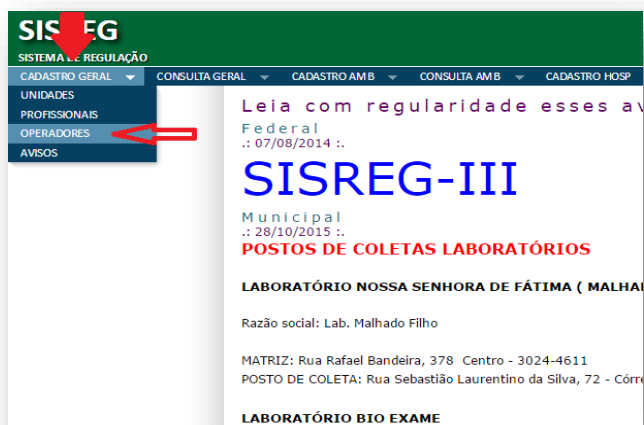 SIS EG
SISTEMA DE REGULAÇÃO
CADASTRO GERAL CONSULTA GERAL CADASTRO AMB CONSULTA AMB CADASTRO HOSP
UNIDADES
PROFISSIONAIS
OPERADORES
AVISOS
Leia com regularidade esses av
Federal
.: 07/08/2014 :.
SISREG-III
Municipal
.: 28/10/2015 :.
POSTOS DE COLETAS LABORATÓRIOS
LABORATÓRIO NOSSA SENHORA DE FÁTIMA ( MALHA
Razão social: Lab. Malhado Filho
MATRIZ: Rua Rafael Bandeira, 378 Centro - 3024-4611
POSTO DE COLETA: Rua Sebastião Laurentino da Silva, 72 - Córr
LABORATÓRIO BIO EXAME